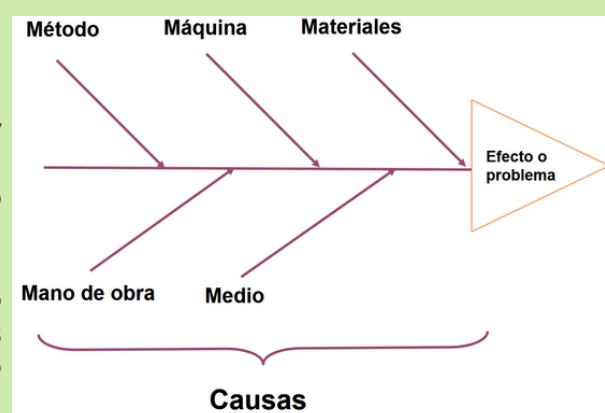 Método
Máquina
Materiales
Efecto o
problema
Mano de obra
Medio
Causas